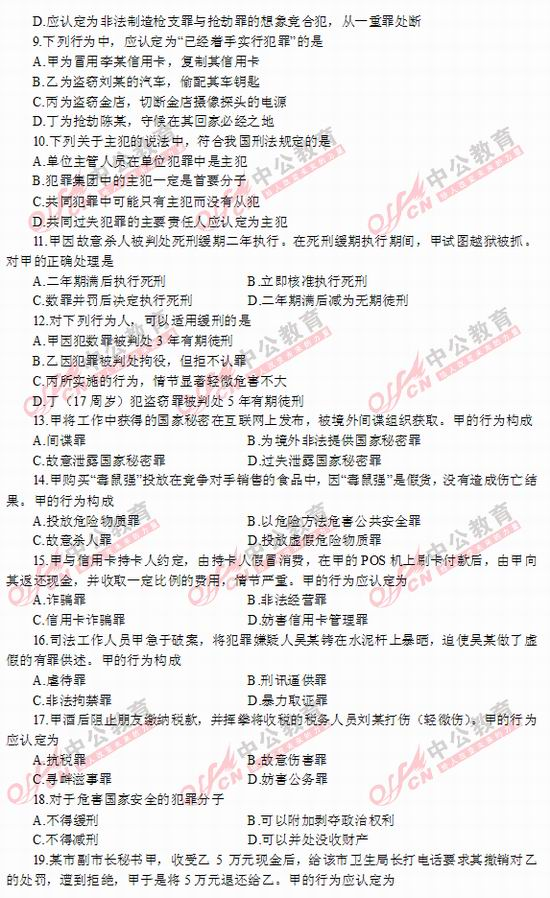 D.应认定为非法制造枪支罪与抢劫罪的想象竞合犯，从一重罪处断
9.下列行为中，应认定为“已经着手实行犯罪”的是
A.甲为冒用李某信用卡，复制其信用卡
B.乙为盗窃刘某的汽车，偷配其车钥匙
C.丙为盗窃金店，切断金店摄像探头的电源
D.丁为抢劫陈某，守候在其回家必经之地
10.下列关于主犯的说法中，符合我国刑法规定的是
A.单位主管人员在单位犯罪中是主犯
B.犯罪集团中的主犯一定是首要分子
C.共同犯罪中可能只有主犯而没有从犯
D.共同过失犯罪的主要责任人应认定为主犯
11.甲因故意杀人被判处死刑缓期二年执行。在死刑缓期执行期间，甲试图越狱被抓。
对甲的正确处理是
A.二年期满后执行死刑 B.立即核准执行死刑
C.数罪并罚后决定执行死刑 D.二年期满后减为无期徒刑
12.对下列行为人，可以适用缓刑的是
A.甲因犯数罪被判处 3 年有期徒刑
B.乙因犯罪被判处拘役，但拒不认罪
C.丙所实施的行为，情节显著轻微危害不大
D.丁（17 周岁）犯盗窃罪被判处 5 年有期徒刑
13.甲将工作中获得的国家秘密在互联网上发布，被境外间谍组织获取。甲的行为构成
A.间谍罪 B.为境外非法提供国家秘密罪
C.故意泄露国家秘密罪 D.过失泄露国家秘密罪
14.甲购买“毒鼠强”投放在竞争对手销售的食品中，因“毒鼠强”是假货，没有造成伤亡结
果。甲的行为构成
A.投放危险物质罪 B.以危险方法危害公共安全罪
C.故意杀人罪 D.投放虚假危险物质罪
15.甲与信用卡持卡人约定，由持卡人假冒消费，在甲的 POS 机上刷卡付款后，由甲向
其返还现金，并收取一定比例的费用，情节严重。甲的行为应认定为
A.诈骗罪 B.非法经营罪
C.信用卡诈骗罪 D.妨害信用卡管理罪
16.司法工作人员甲急于破案，将犯罪嫌疑人吴某铐在水泥杆上暴晒，迫使吴某做了虚
假的有罪供述。甲的行为构成
A.虐待罪 B.刑讯逼供罪
C.非法拘禁罪 D.暴力取证罪
17.甲酒后阻止朋友缴纳税款，并挥拳将收税的税务人员刘某打伤（轻微伤）。甲的行为
应认定为
A.抗税罪 B.故意伤害罪
C.寻衅滋事罪 D.妨害公务罪
18.对于危害国家安全的犯罪分子
A.不得缓刑 B.可以附加剥夺政治权利
C.不得减刑 D.可以并处没收财产
19.某市副市长秘书甲，收受乙 5 万元现金后，给该市卫生局长打电话要求其撤销对乙
的处罚，遭到拒绝，甲于是将 5 万元退还给乙。甲的行为应认定为